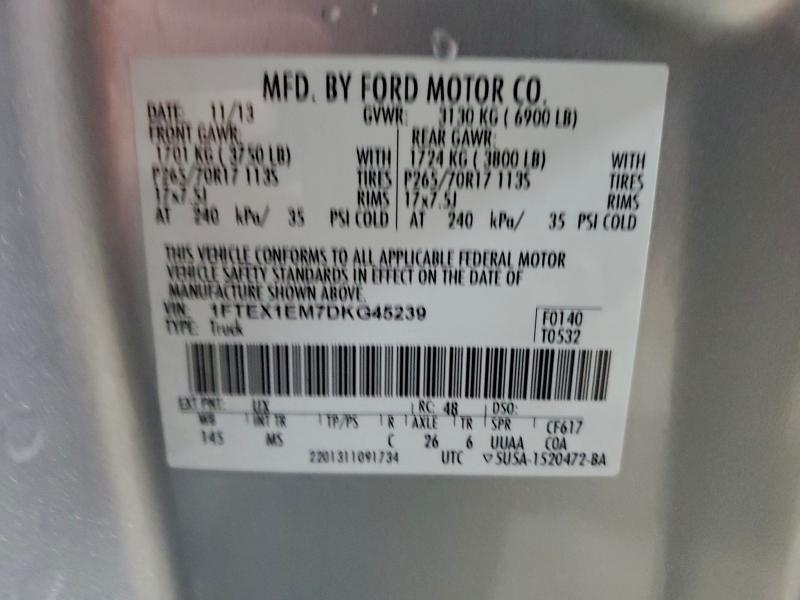 MFD. BY FORD MOTOR CO.
DATE: 11/13 GVWR: 3130 KG ( 6900 LB)
FRONT GAWR: REAR GAWR:
1701 KG ( 3750 LB) WITH 1724 KG ( 3800 LB) WITH
P265/70R17 113S TIRES P265/70R17 113S TIRES
17x7.5J RIMS 17x7.5J RIMS
AT 240 kPa/ 35 PSI COLD AT 240 kPa/ 35 PSI COLD
THIS VEHICLE CONFORMS TO ALL APPLICABLE FEDERAL MOTOR
VEHICLE SAFETY STANDARDS IN EFFECT ON THE DATE OF
MANUFACTURE SHOWN ABOVE.
VIN: 1FTEX1EM7DKG45239 F0140
TYPE: Truck T0532
EXT PNT: UX RC: 48 DSO:
WB INT TR TP/PS R AXLE TR SPR CF617
145 MS C 26 6 UUAA COA
2201311091734 UTC ▽5U5A-1520472-BA